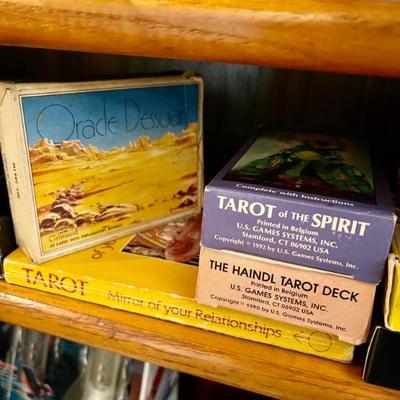 Oracle Dessuart
Grimaud
Complete with Instructions
TAROT of the SPIRIT
Printed in Belgium
U.S. GAMES SYSTEMS, INC.
Stamford, CT 06902 USA
Copyright © 1992 by U.S. Games Systems, Inc.
THE HAINDL TAROT DECK
Printed in Belgium
U.S. GAMES SYSTEMS, INC.
Stamford, CT 06902 USA
Copyright © 1990 by U.S. Games Systems, Inc.
TAROT Mirror of your Relationships